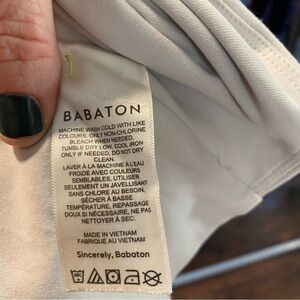 BABATON
MACHINE WASH COLD WITH LIKE
COLOURS, ONLY NON-CHLORINE
BLEACH WHEN NEEDED,
TUMBLE DRY LOW, COOL IRON
ONLY IF NEEDED, DO NOT DRY
CLEAN.
LAVER À LA MACHINE À L'EAU
FROIDE AVEC COULEURS
SEMBLABLES, UTILISER
SEULEMENT UN JAVELLISANT
SANS CHLORE AU BESOIN,
SÉCHER À BASSE
TEMPÉRATURE, REPASSAGE
DOUX SI NÉCESSAIRE, NE PAS
NETTOYER À SEC.
MADE IN VIETNAM
FABRIQUÉ AU VIETNAM
Sincerely, Babaton